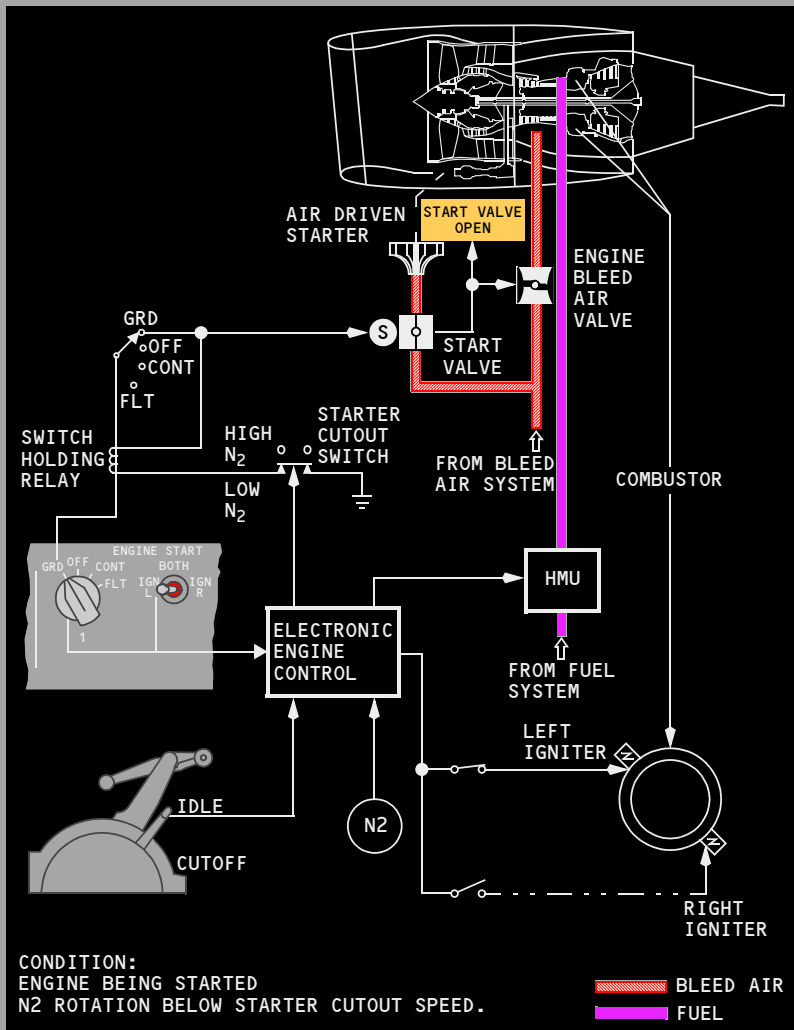 AIR DRIVEN
STARTER
START VALVE
OPEN
ENGINE
BLEED
AIR
VALVE
GRD
OFF
CONT
FLT
S
START
VALVE
SWITCH
HOLDING
RELAY
HIGH
N2
LOW
N2
STARTER
CUTOUT
SWITCH
FROM BLEED
AIR SYSTEM
COMBUSTOR
ENGINE START
GRD
OFF
CONT
FLT
1
BOTH
IGN
L
IGN
R
HMU
ELECTRONIC
ENGINE
CONTROL
FROM FUEL
SYSTEM
LEFT
IGNITER
IDLE
CUTOFF
N2
RIGHT
IGNITER
CONDITION:
ENGINE BEING STARTED
N2 ROTATION BELOW STARTER CUTOUT SPEED.
BLEED AIR
FUEL